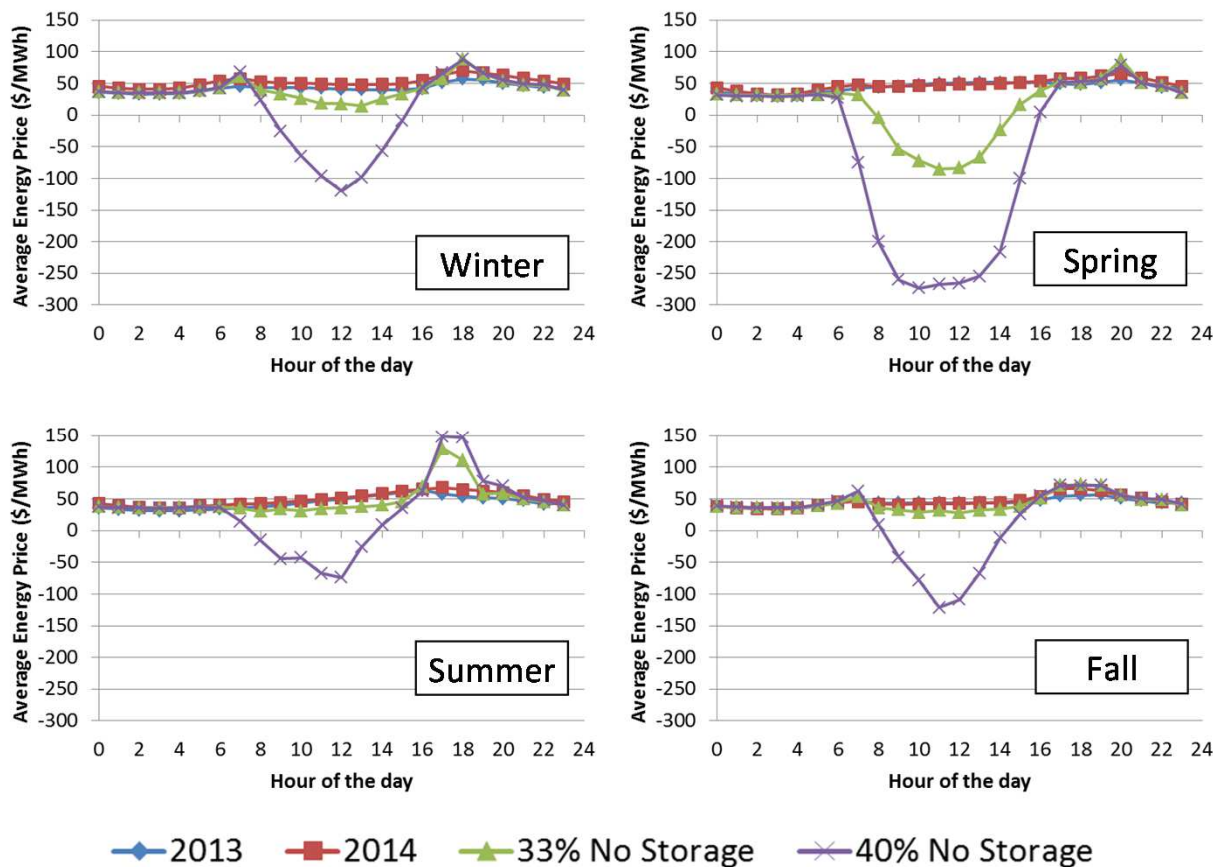 Average Energy Price ($/MWh)
150
100
50
0
-50
-100
-150
-200
-250
-300
Winter
0 2 4 6 8 10 12 14 16 18 20 22 24
Hour of the day
Average Energy Price ($/MWh)
150
100
50
0
-50
-100
-150
-200
-250
-300
Spring
0 2 4 6 8 10 12 14 16 18 20 22 24
Hour of the day
Average Energy Price ($/MWh)
150
100
50
0
-50
-100
-150
-200
-250
-300
Summer
0 2 4 6 8 10 12 14 16 18 20 22 24
Hour of the day
Average Energy Price ($/MWh)
150
100
50
0
-50
-100
-150
-200
-250
-300
Fall
0 2 4 6 8 10 12 14 16 18 20 22 24
Hour of the day
2013 2014 33% No Storage 40% No Storage